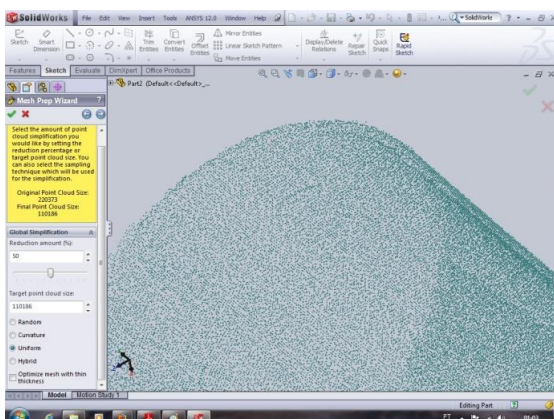 SolidWorks File Edit View Insert Tools ANSYS 12.0 Window Help
SolidWorks
Sketch Smart Dimension Trim Entities Convert Entities Offset Entities Mirror Entities Display/Delete Relations Repair Sketch Quick Snaps Rapid Sketch
Linear Sketch Pattern
Move Entities
Features Sketch Evaluate DimXpert Office Products
Part2 (Default<<Default>_...
Mesh Prep Wizard ?
Select the amount of point
cloud simplification you
would like by setting the
reduction percentage or
target point cloud size. You
can also select the sampling
technique which will be used
for the simplification.
Original Point Cloud Size:
220373
Final Point Cloud Size:
110186
Global Simplification
Reduction amount (%):
50
Target point cloud size:
110186
Random
Curvature
Uniform
Hybrid
Optimize mesh with thin
thickness
Model Motion Study 1
Editing Part
PT 01:03